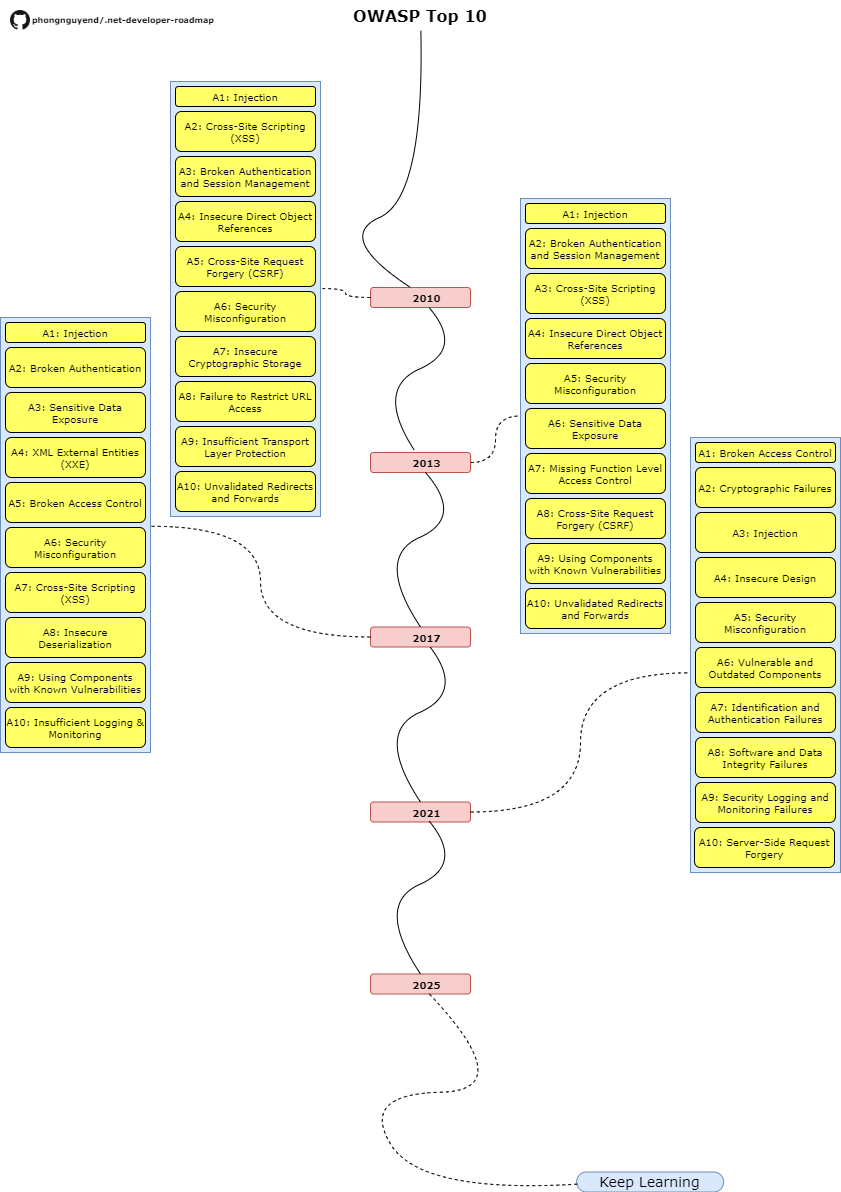 phongnguyend/.net-developer-roadmap
OWASP Top 10
A1: Injection
A2: Cross-Site Scripting
(XSS)
A3: Broken Authentication
and Session Management
A4: Insecure Direct Object
References
A5: Cross-Site Request
Forgery (CSRF)
A6: Security
Misconfiguration
A7: Insecure
Cryptographic Storage
A8: Failure to Restrict URL
Access
A9: Insufficient Transport
Layer Protection
A10: Unvalidated Redirects
and Forwards
2010
A1: Injection
A2: Broken Authentication
and Session Management
A3: Cross-Site Scripting
(XSS)
A4: Insecure Direct Object
References
A5: Security
Misconfiguration
A6: Sensitive Data
Exposure
A7: Missing Function Level
Access Control
A8: Cross-Site Request
Forgery (CSRF)
A9: Using Components
with Known Vulnerabilities
A10: Unvalidated Redirects
and Forwards
2013
A1: Injection
A2: Broken Authentication
A3: Sensitive Data
Exposure
A4: XML External Entities
(XXE)
A5: Broken Access Control
A6: Security
Misconfiguration
A7: Cross-Site Scripting
(XSS)
A8: Insecure
Deserialization
A9: Using Components
with Known Vulnerabilities
A10: Insufficient Logging &
Monitoring
2017
A1: Broken Access Control
A2: Cryptographic Failures
A3: Injection
A4: Insecure Design
A5: Security
Misconfiguration
A6: Vulnerable and
Outdated Components
A7: Identification and
Authentication Failures
A8: Software and Data
Integrity Failures
A9: Security Logging and
Monitoring Failures
A10: Server-Side Request
Forgery
2021
2025
Keep Learning